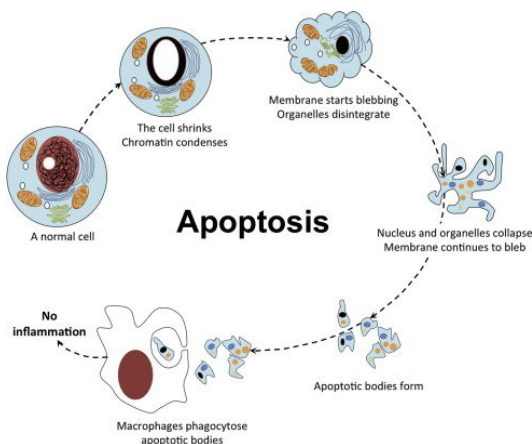 Membrane starts blebbing
Organelles disintegrate
The cell shrinks
Chromatin condenses
A normal cell
Apoptosis
Nucleus and organelles collapse
Membrane continues to bleb
No
inflammation
Apoptotic bodies form
Macrophages phagocytose
apoptotic bodies